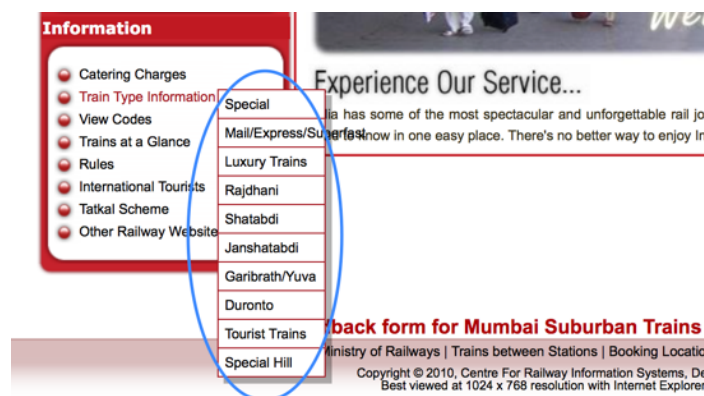 Information
Catering Charges
Train Type Information
View Codes
Trains at a Glance
Rules
International Tourists
Tatkal Scheme
Other Railway Website
Special
Mail/Express/Superfast
Luxury Trains
Rajdhani
Shatabdi
Janshatabdi
Garibrath/Yuva
Duronto
Tourist Trains
Special Hill
Experience Our Service...
has some of the most spectacular and unforgettable rail
know in one easy place. There's no better way to enjoy
back form for Mumbai Suburban Trains
Ministry of Railways | Trains between Stations | Booking
Copyright © 2010, Centre For Railway Information Systems,
Best viewed at 1024 x 768 resolution with Internet Explorer